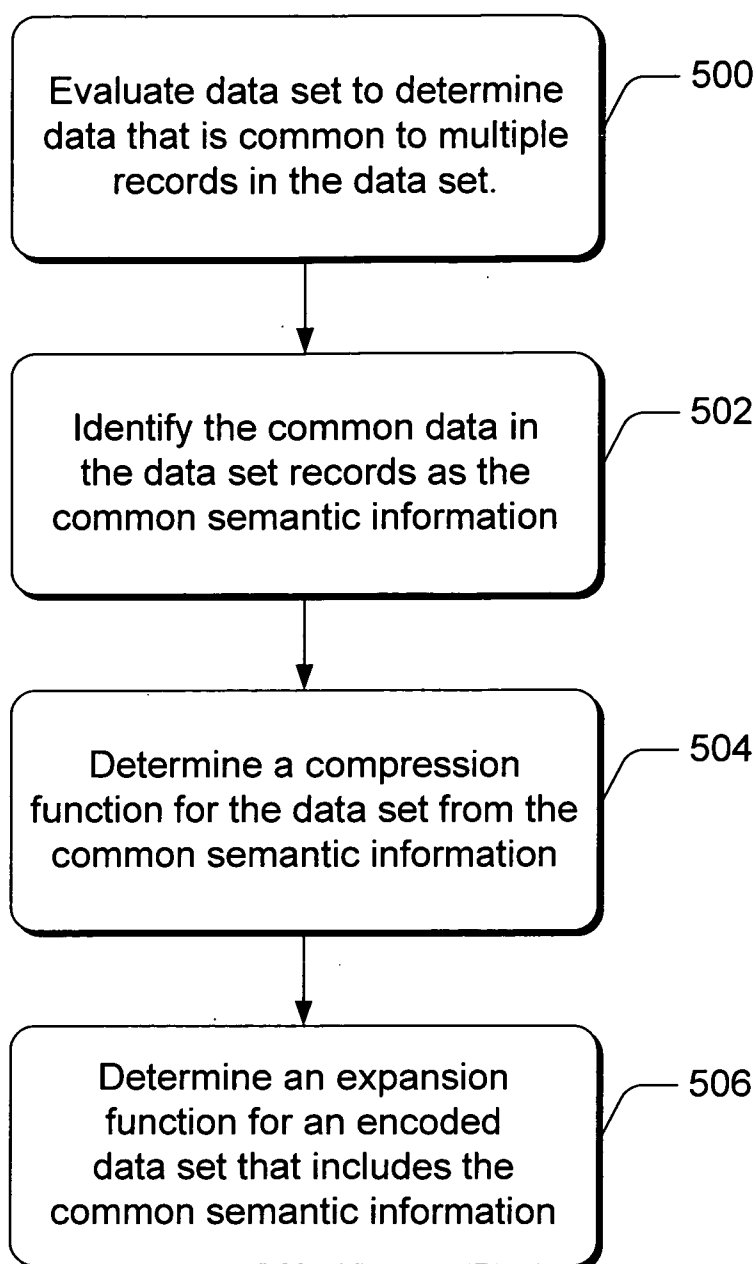 Evaluate data set to determine
data that is common to multiple
records in the data set.
500
Identify the common data in
the data set records as the
common semantic information
502
Determine a compression
function for the data set from the
common semantic information
504
Determine an expansion
function for an encoded
data set that includes the
common semantic information
506